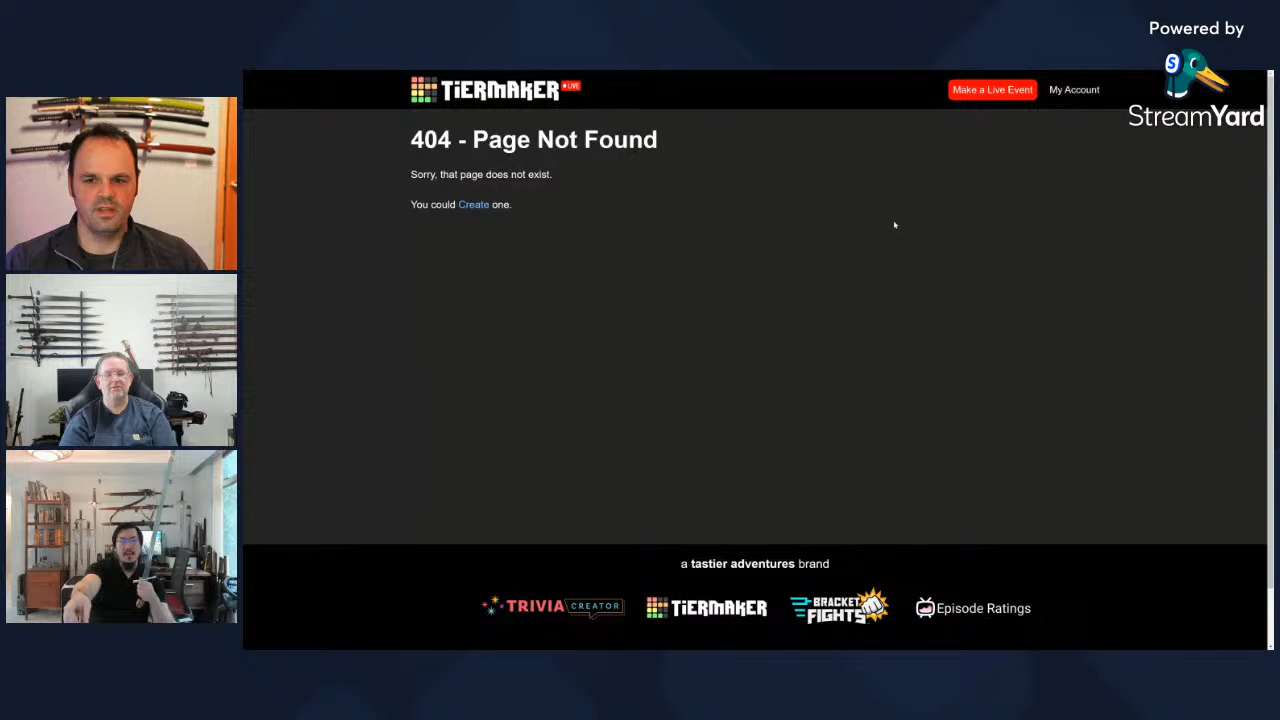 Powered by
S
StreamYard
TiERMAKER LIVE
Make a Live Event
My Account
404 - Page Not Found
Sorry, that page does not exist.
You could Create one.
a tastier adventures brand
TRIVIA CREATOR
TiERMAKER
BRACKET FIGHTS
Episode Ratings